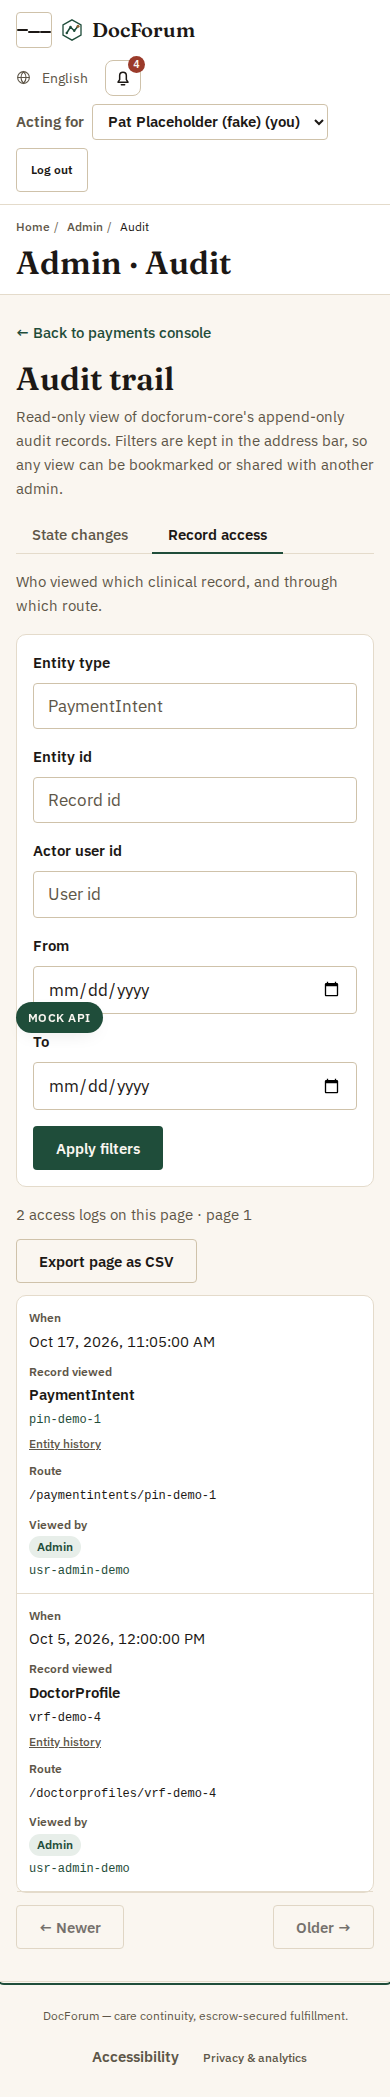 DocForum
English
4
Acting for
Pat Placeholder (fake) (you)
Log out
Home / Admin / Audit
Admin · Audit
← Back to payments console
Audit trail
Read-only view of docforum-core's append-only
audit records. Filters are kept in the address bar, so
any view can be bookmarked or shared with another
admin.
State changes
Record access
Who viewed which clinical record, and through
which route.
Entity type
PaymentIntent
Entity id
Record id
Actor user id
User id
From
mm/dd/yyyy
MOCK API
To
mm/dd/yyyy
Apply filters
2 access logs on this page · page 1
Export page as CSV
When
Oct 17, 2026, 11:05:00 AM
Record viewed
PaymentIntent
pin-demo-1
Entity history
Route
/paymentintents/pin-demo-1
Viewed by
Admin
usr-admin-demo
When
Oct 5, 2026, 12:00:00 PM
Record viewed
DoctorProfile
vrf-demo-4
Entity history
Route
/doctorprofiles/vrf-demo-4
Viewed by
Admin
usr-admin-demo
← Newer
Older →
DocForum — care continuity, escrow-secured fulfillment.
Accessibility
Privacy & analytics